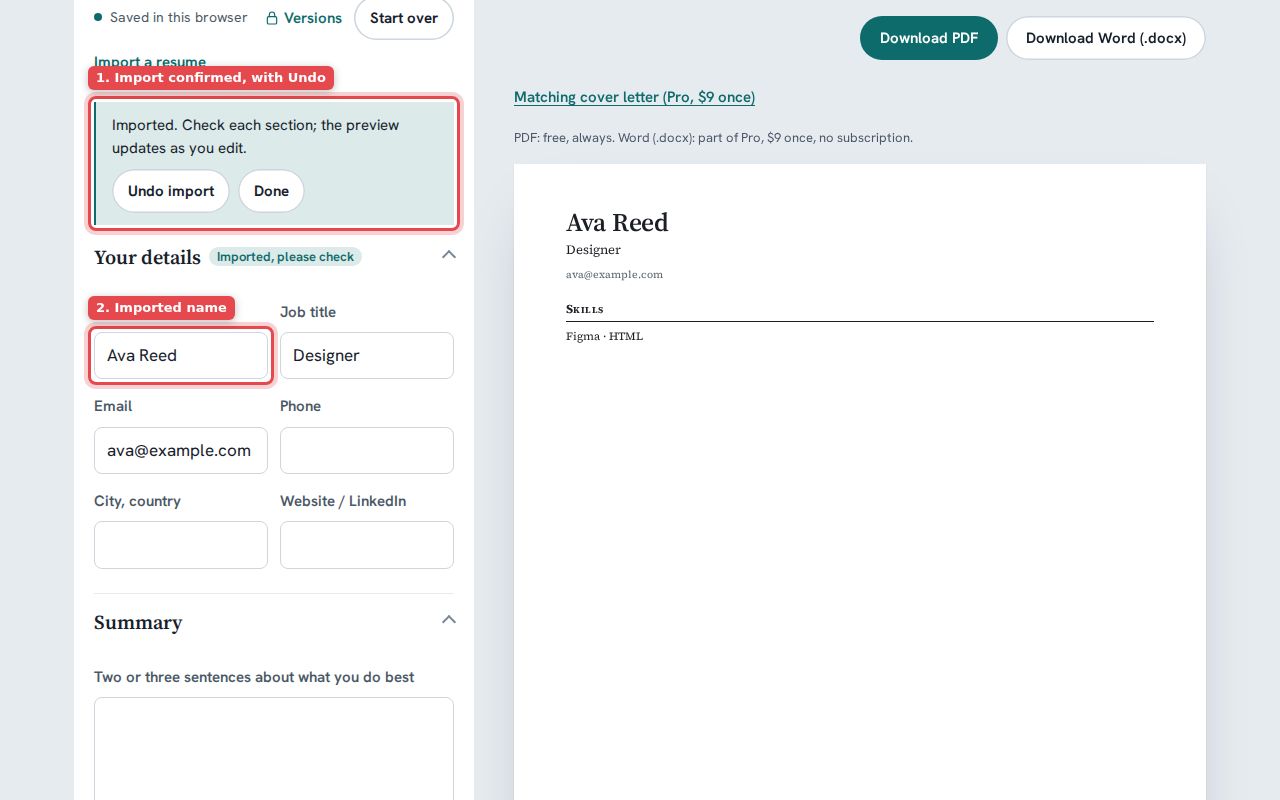 Saved in this browser
Versions
Start over
Import a resume
1. Import confirmed, with Undo
Imported. Check each section; the preview
updates as you edit.
Undo import
Done
Your details
Imported, please check
2. Imported name
Job title
Ava Reed
Designer
Email
Phone
ava@example.com
City, country
Website / LinkedIn
Summary
Two or three sentences about what you do best
Download PDF
Download Word (.docx)
Matching cover letter (Pro, $9 once)
PDF: free, always. Word (.docx): part of Pro, $9 once, no subscription.
Ava Reed
Designer
ava@example.com
Skills
Figma · HTML